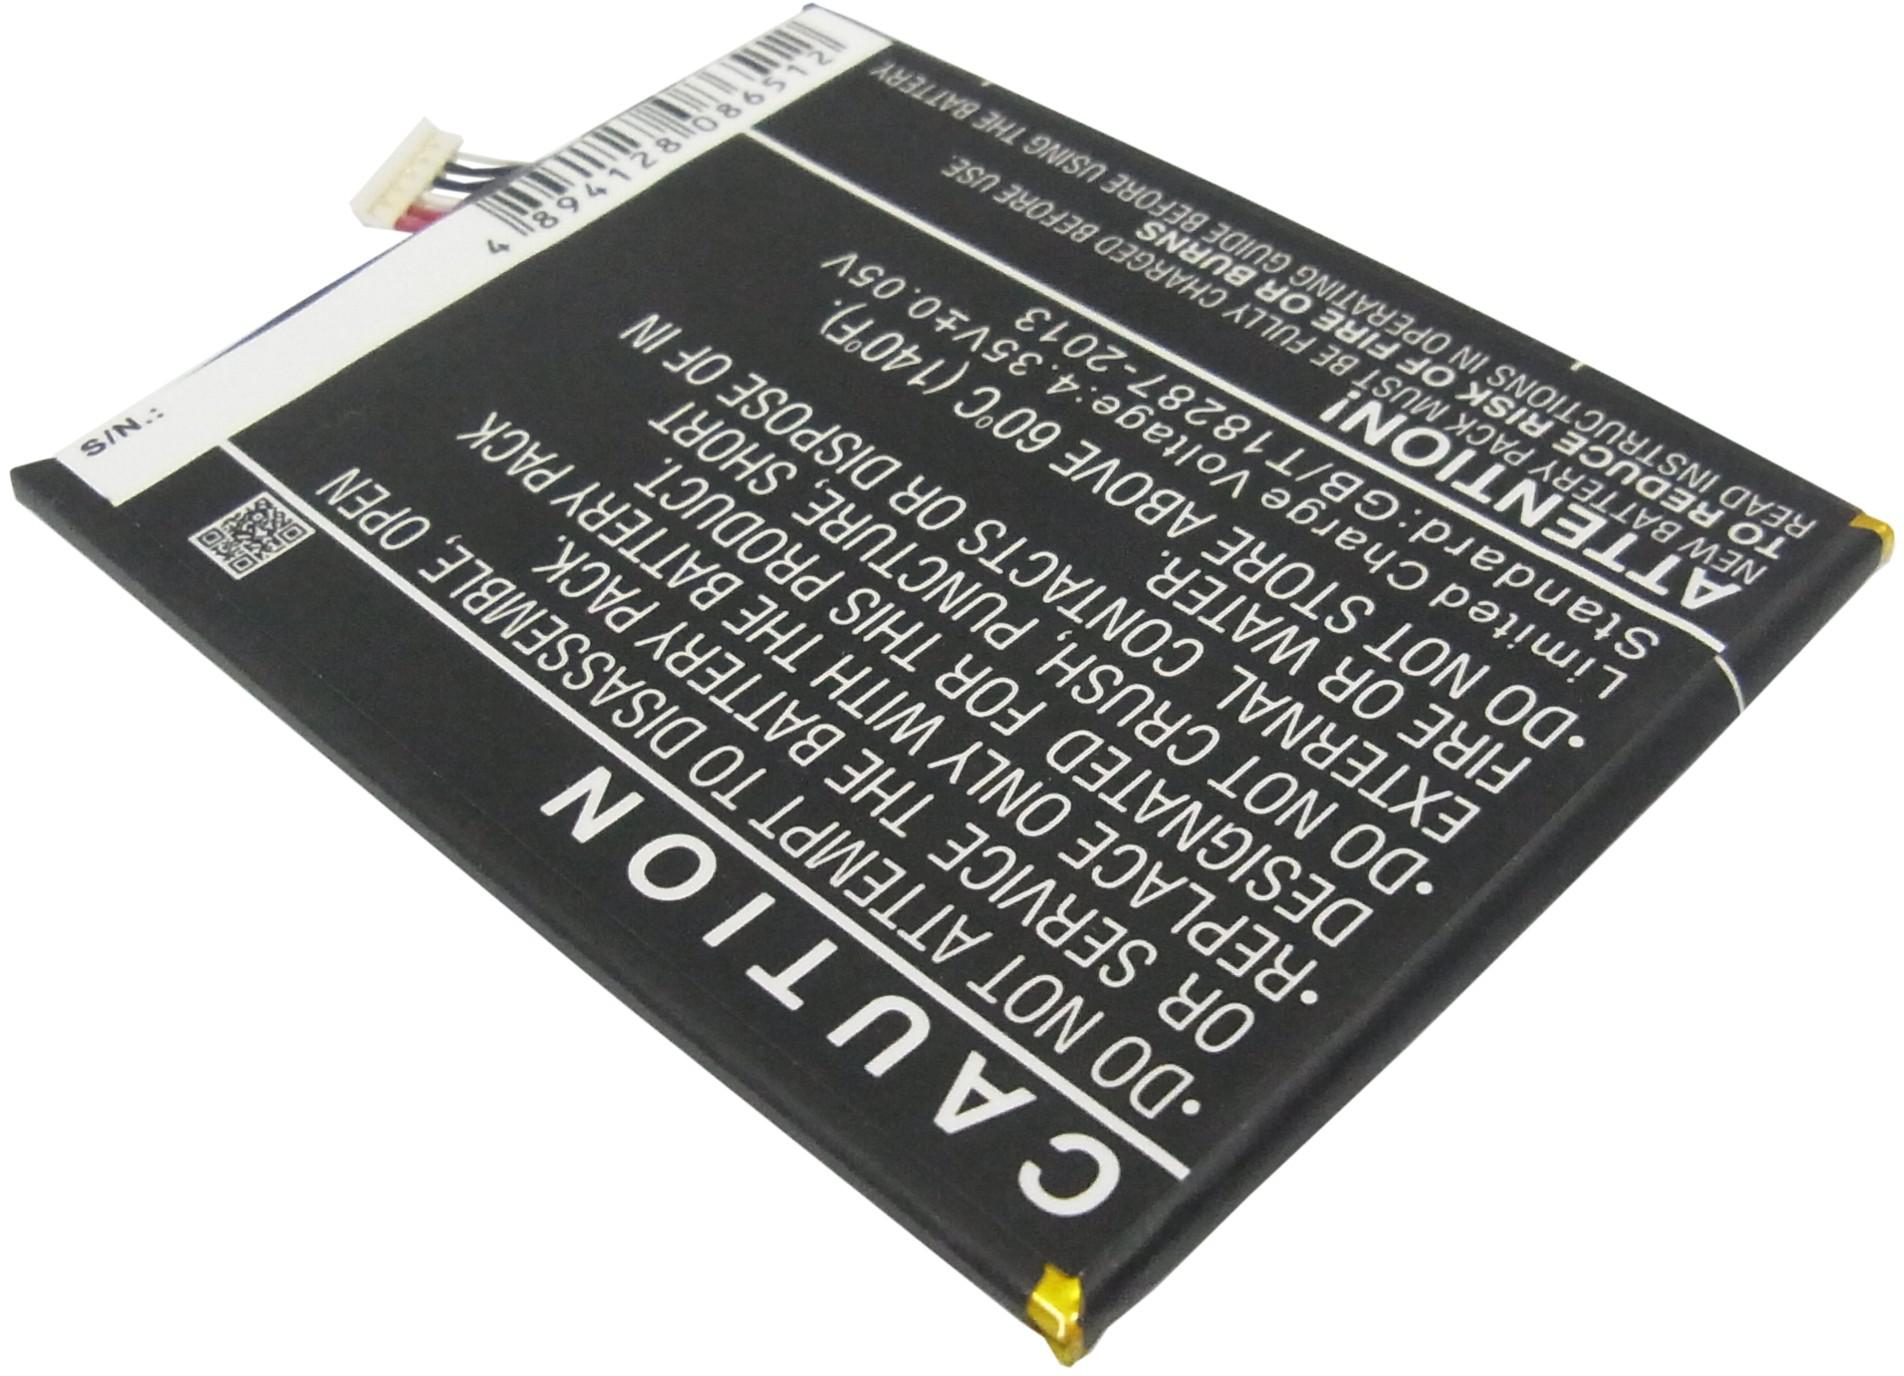 CAUTION
•DO NOT ATTEMPT TO DISASSEMBLE, OPEN
OR SERVICE THE BATTERY PACK.
•REPLACE ONLY WITH THE BATTERY PACK
DESIGNATED FOR THIS PRODUCT.
•DO NOT CRUSH, PUNCTURE, SHORT
EXTERNAL CONTACTS OR DISPOSE OF IN
FIRE OR WATER.
•DO NOT STORE ABOVE 60°C (140°F).
Limited Charge Voltage:4.35V±0.05V
Standard:GB/T18287-2013
ATTENTION!
NEW BATTERY PACK MUST BE FULLY CHARGED BEFORE USE.
TO REDUCE RISK OF FIRE OR BURNS
READ INSTRUCTIONS IN OPERATING GUIDE BEFORE USING THE BATTERY.
S/N.:
4 894128 086512